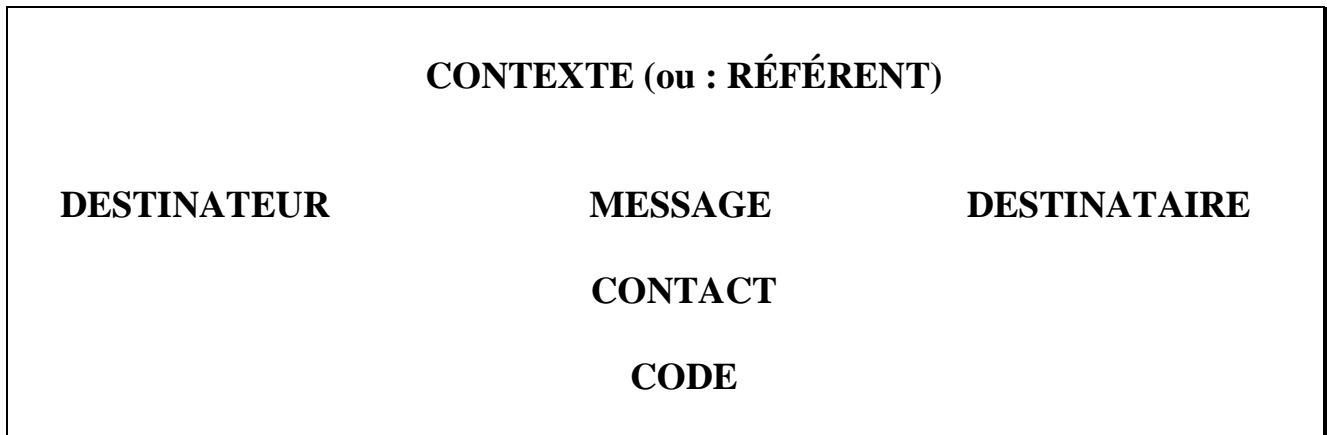 CONTEXTE (ou : RÉFÉRENT)
DESTINATEUR MESSAGE DESTINATAIRE
CONTACT
CODE